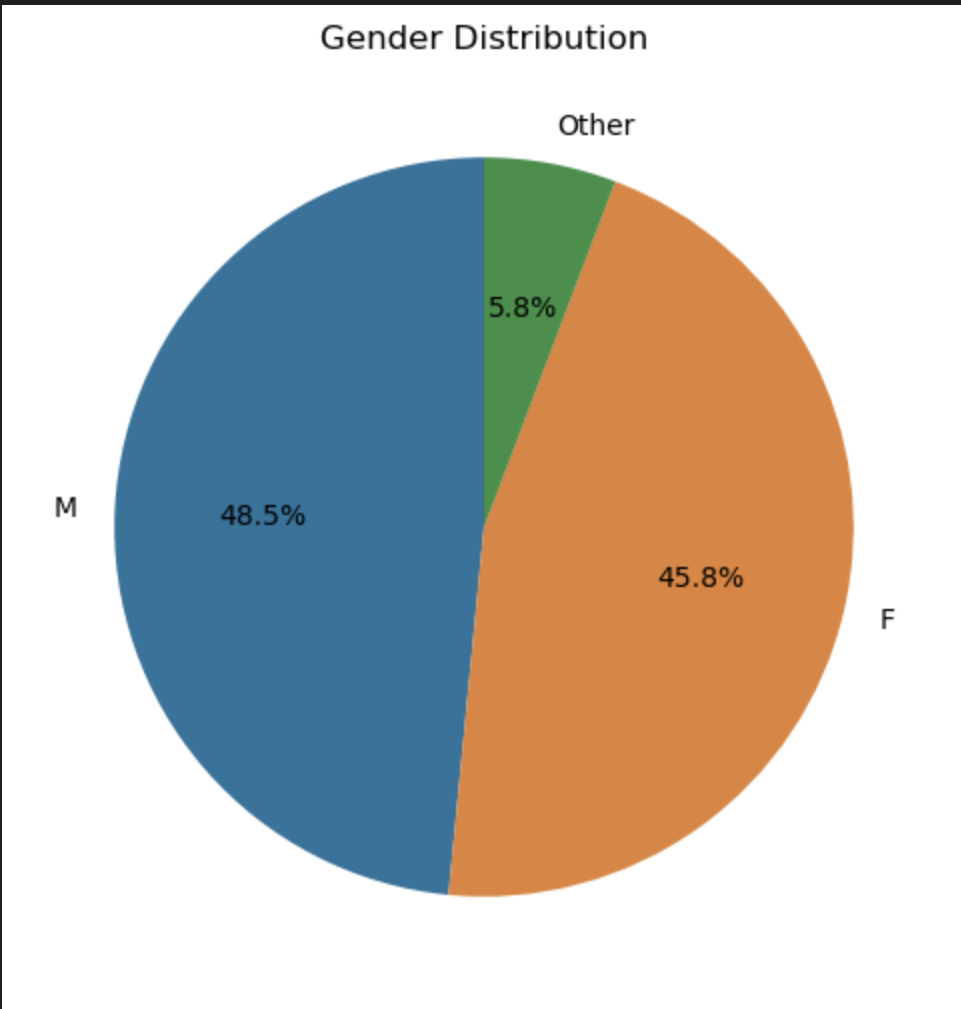 Gender Distribution
Other
5.8%
M
48.5%
45.8%
F